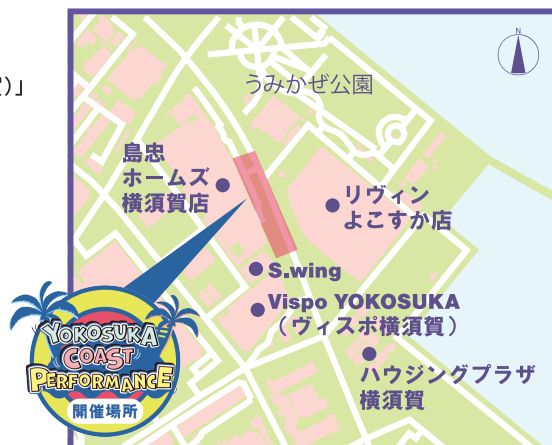 )」
うみかぜ公園
N
島忠
ホームズ
横須賀店
リヴィン
よこすか店
S.wing
Vispo YOKOSUKA
（ヴィスポ横須賀）
ハウジングプラザ
横須賀
YOKOSUKA
COAST
PERFORMANCE
開催場所